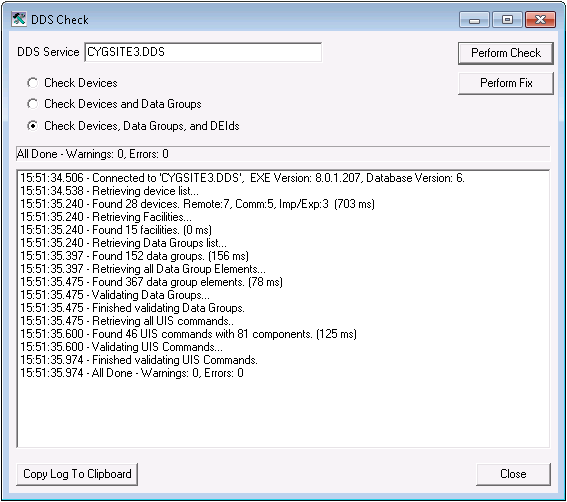 DDS Check
DDS Service CYGSITE3.DDS Perform Check
Check Devices Perform Fix
Check Devices and Data Groups
Check Devices, Data Groups, and DEIds
All Done - Warnings: 0, Errors: 0
15:51:34.506 - Connected to 'CYGSITE3.DDS',  EXE Version: 8.0.1.207, Database Version: 6.
15:51:34.538 - Retrieving device list...
15:51:35.240 - Found 28 devices. Remote:7, Comm:5, Imp/Exp:3  (703 ms)
15:51:35.240 - Retrieving Facilities...
15:51:35.240 - Found 15 facilities. (0 ms)
15:51:35.240 - Retrieving Data Groups list...
15:51:35.397 - Found 152 data groups. (156 ms)
15:51:35.397 - Retrieving all Data Group Elements...
15:51:35.475 - Found 367 data group elements. (78 ms)
15:51:35.475 - Validating Data Groups...
15:51:35.475 - Finished validating Data Groups.
15:51:35.475 - Retrieving all UIS commands..
15:51:35.600 - Found 46 UIS commands with 81 components. (125 ms)
15:51:35.600 - Validating UIS Commands...
15:51:35.974 - Finished validating UIS Commands.
15:51:35.974 - All Done - Warnings: 0, Errors: 0
Copy Log To Clipboard Close